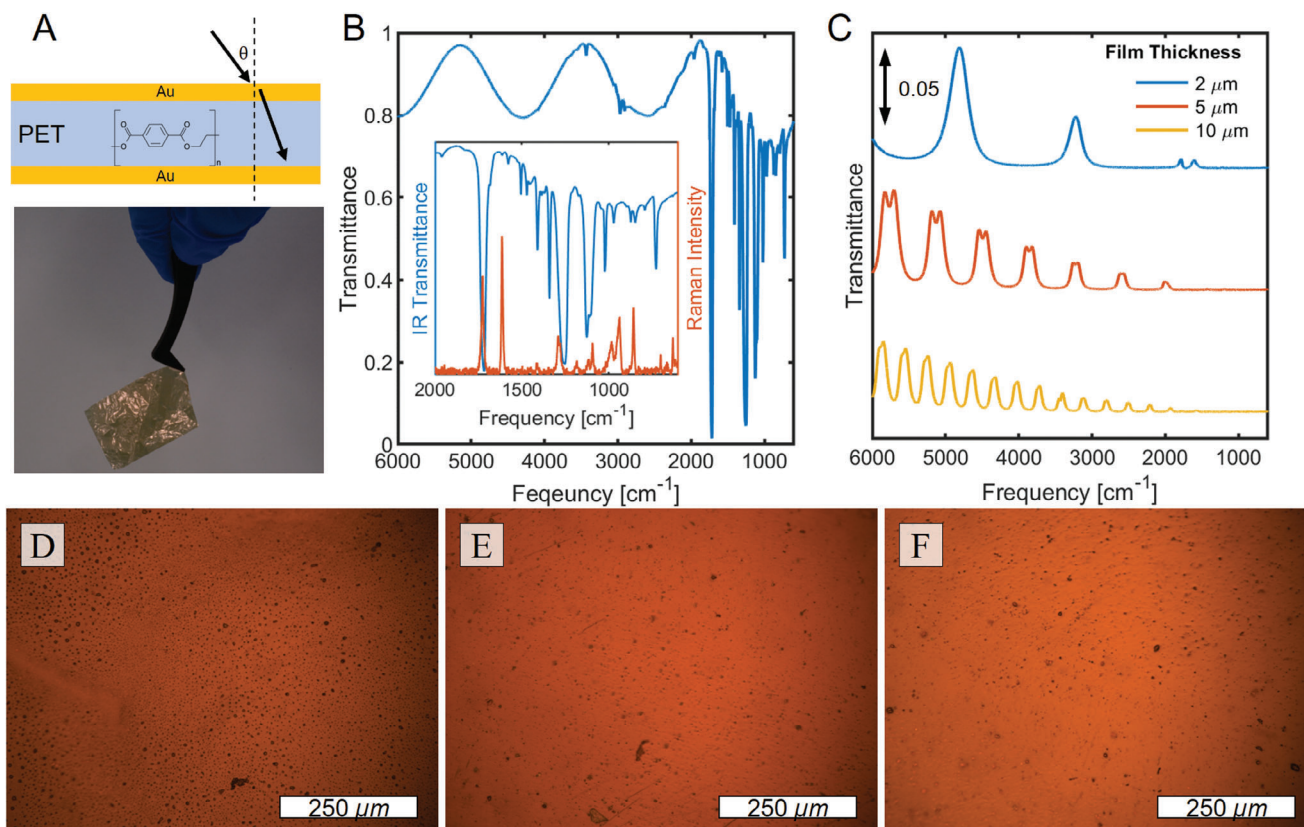 A
θ
Au
PET
O
O
O
O
n
Au
B
Transmittance
1
0.8
0.6
0.4
0.2
0
IR Transmittance
Raman Intensity
2000 1500 1000
Frequency [cm-1]
6000 5000 4000 3000 2000 1000
Feqeuncy [cm-1]
C
0.05
Film Thickness
2 μm
5 μm
10 μm
Transmittance
6000 5000 4000 3000 2000 1000
Frequency [cm-1]
D
250 μm
E
250 μm
F
250 μm